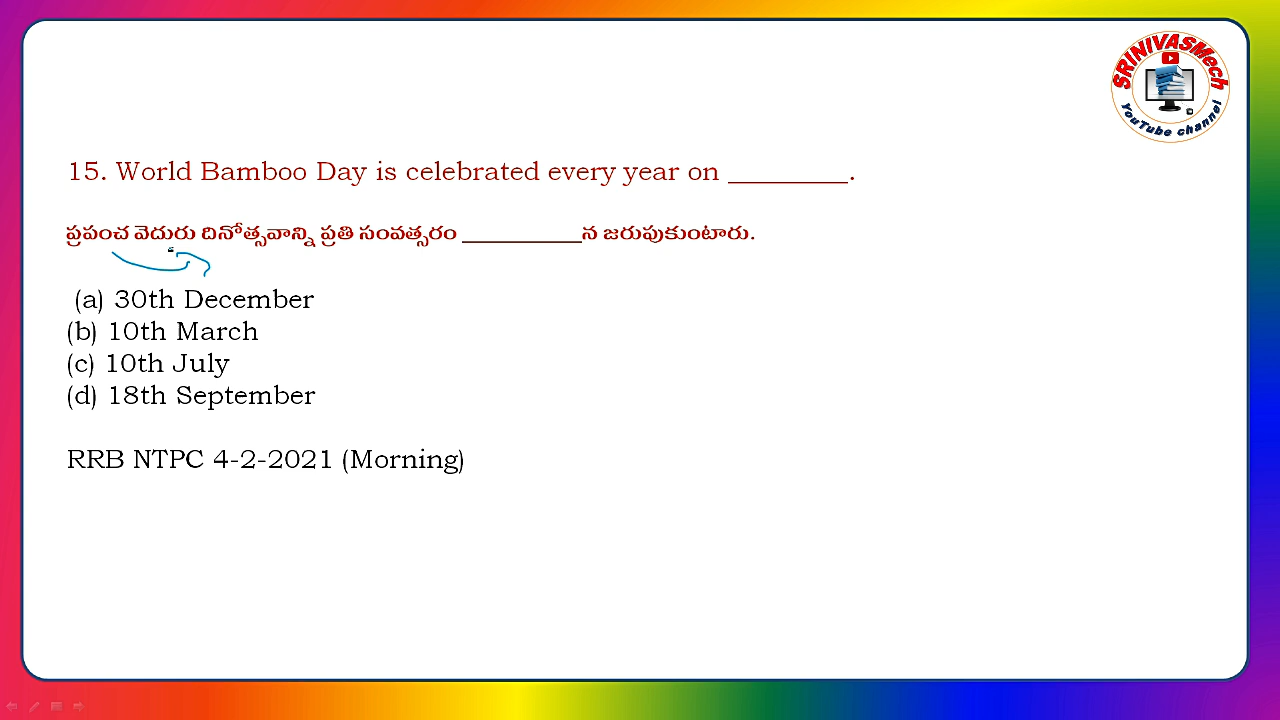 SRINIVASMech
YouTube channel
15. World Bamboo Day is celebrated every year on _________.
ప్రపంచ వెదురు దినోత్సవాన్ని ప్రతి సంవత్సరం __________న జరుపుకుంటారు.
(a) 30th December
(b) 10th March
(c) 10th July
(d) 18th September
RRB NTPC 4-2-2021 (Morning)